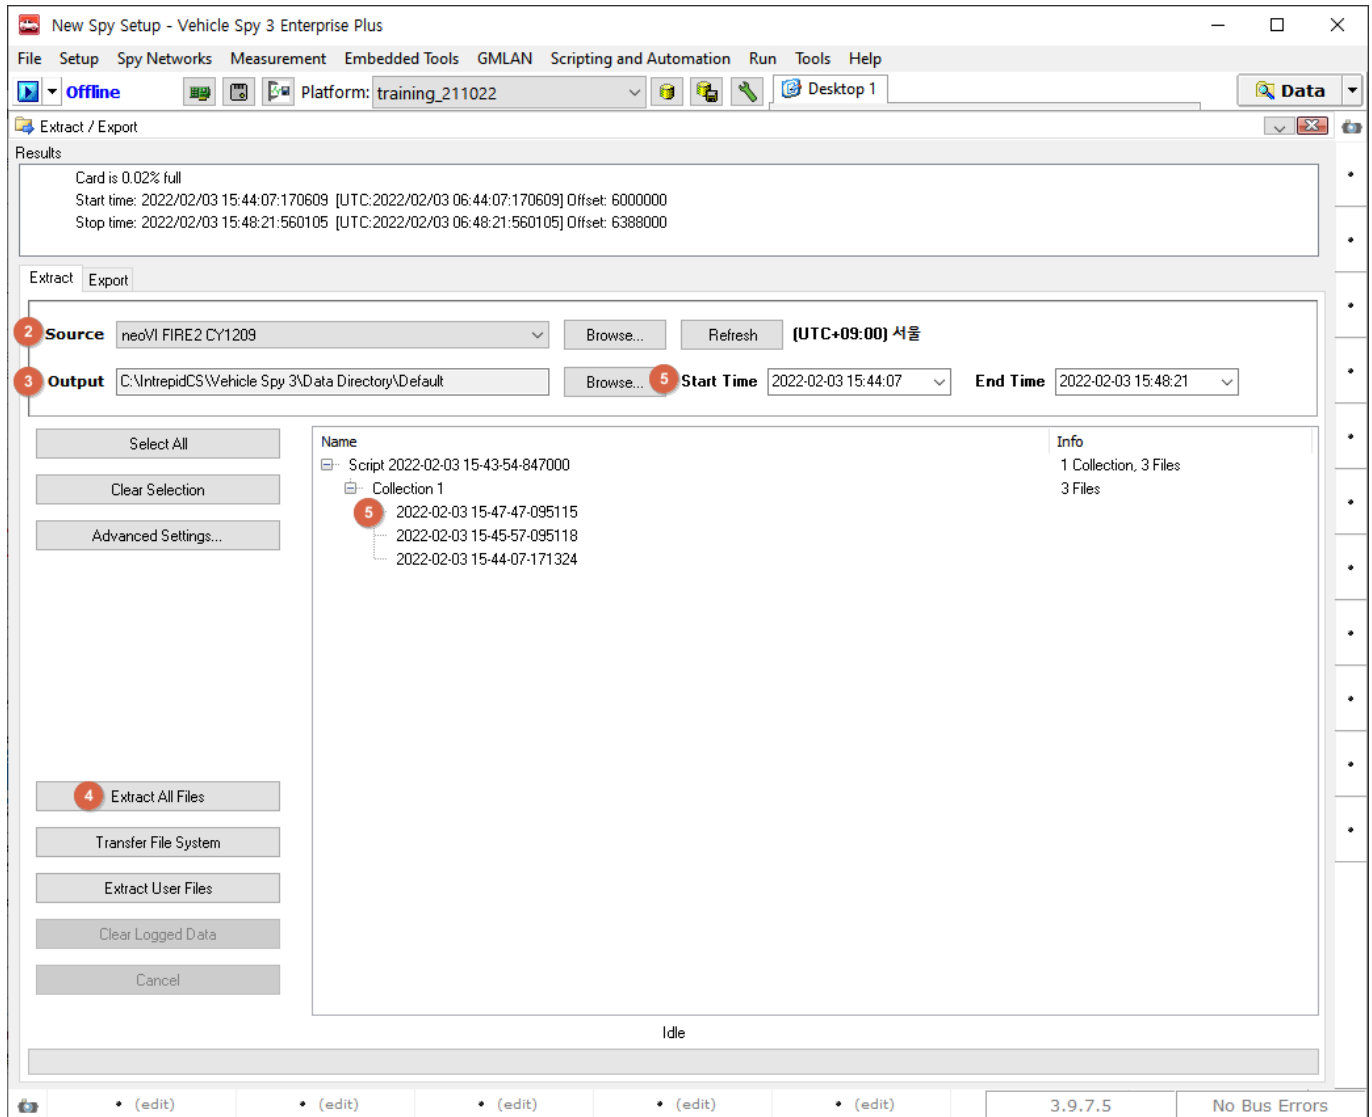 New Spy Setup - Vehicle Spy 3 Enterprise Plus
File Setup Spy Networks Measurement Embedded Tools GMLAN Scripting and Automation Run Tools Help
Offline Platform: training_211022 Desktop 1 Data
Extract / Export
Results
Card is 0.02% full
Start time: 2022/02/03 15:44:07:170609 [UTC:2022/02/03 06:44:07:170609] Offset: 6000000
Stop time: 2022/02/03 15:48:21:560105 [UTC:2022/02/03 06:48:21:560105] Offset: 6388000
Extract Export
2 Source neoVI FIRE2 CY1209 Browse... Refresh (UTC+09:00) 서울
3 Output C:\IntrepidCS\Vehicle Spy 3\Data Directory\Default Browse... 5 Start Time 2022-02-03 15:44:07 End Time 2022-02-03 15:48:21
Select All
Clear Selection
Advanced Settings...
Name Info
Script 2022-02-03 15-43-54-847000 1 Collection, 3 Files
Collection 1 3 Files
5 2022-02-03 15-47-47-095115
2022-02-03 15-45-57-095118
2022-02-03 15-44-07-171324
4 Extract All Files
Transfer File System
Extract User Files
Clear Logged Data
Cancel
Idle
(edit) (edit) (edit) (edit) (edit) 3.9.7.5 No Bus Errors